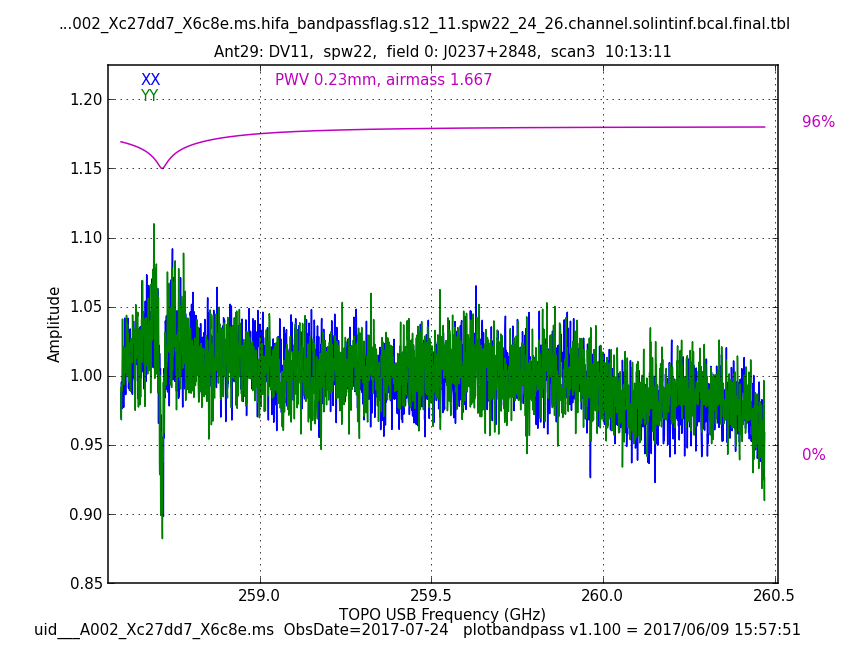 ...002_Xc27dd7_X6c8e.ms.hifa_bandpassflag.s12_11.spw22_24_26.channel.solintinf.bcal.final.tbl
Ant29: DV11,  spw22,  field 0: J0237+2848,  scan3  10:13:11
XX
PWV 0.23mm, airmass 1.667
YY
1.20
96%
1.15
1.10
1.05
Amplitude
1.00
0.95
0%
0.90
0.85
259.0
259.5
260.0
260.5
TOPO USB Frequency (GHz)
uid___A002_Xc27dd7_X6c8e.ms  ObsDate=2017-07-24   plotbandpass v1.100 = 2017/06/09 15:57:51